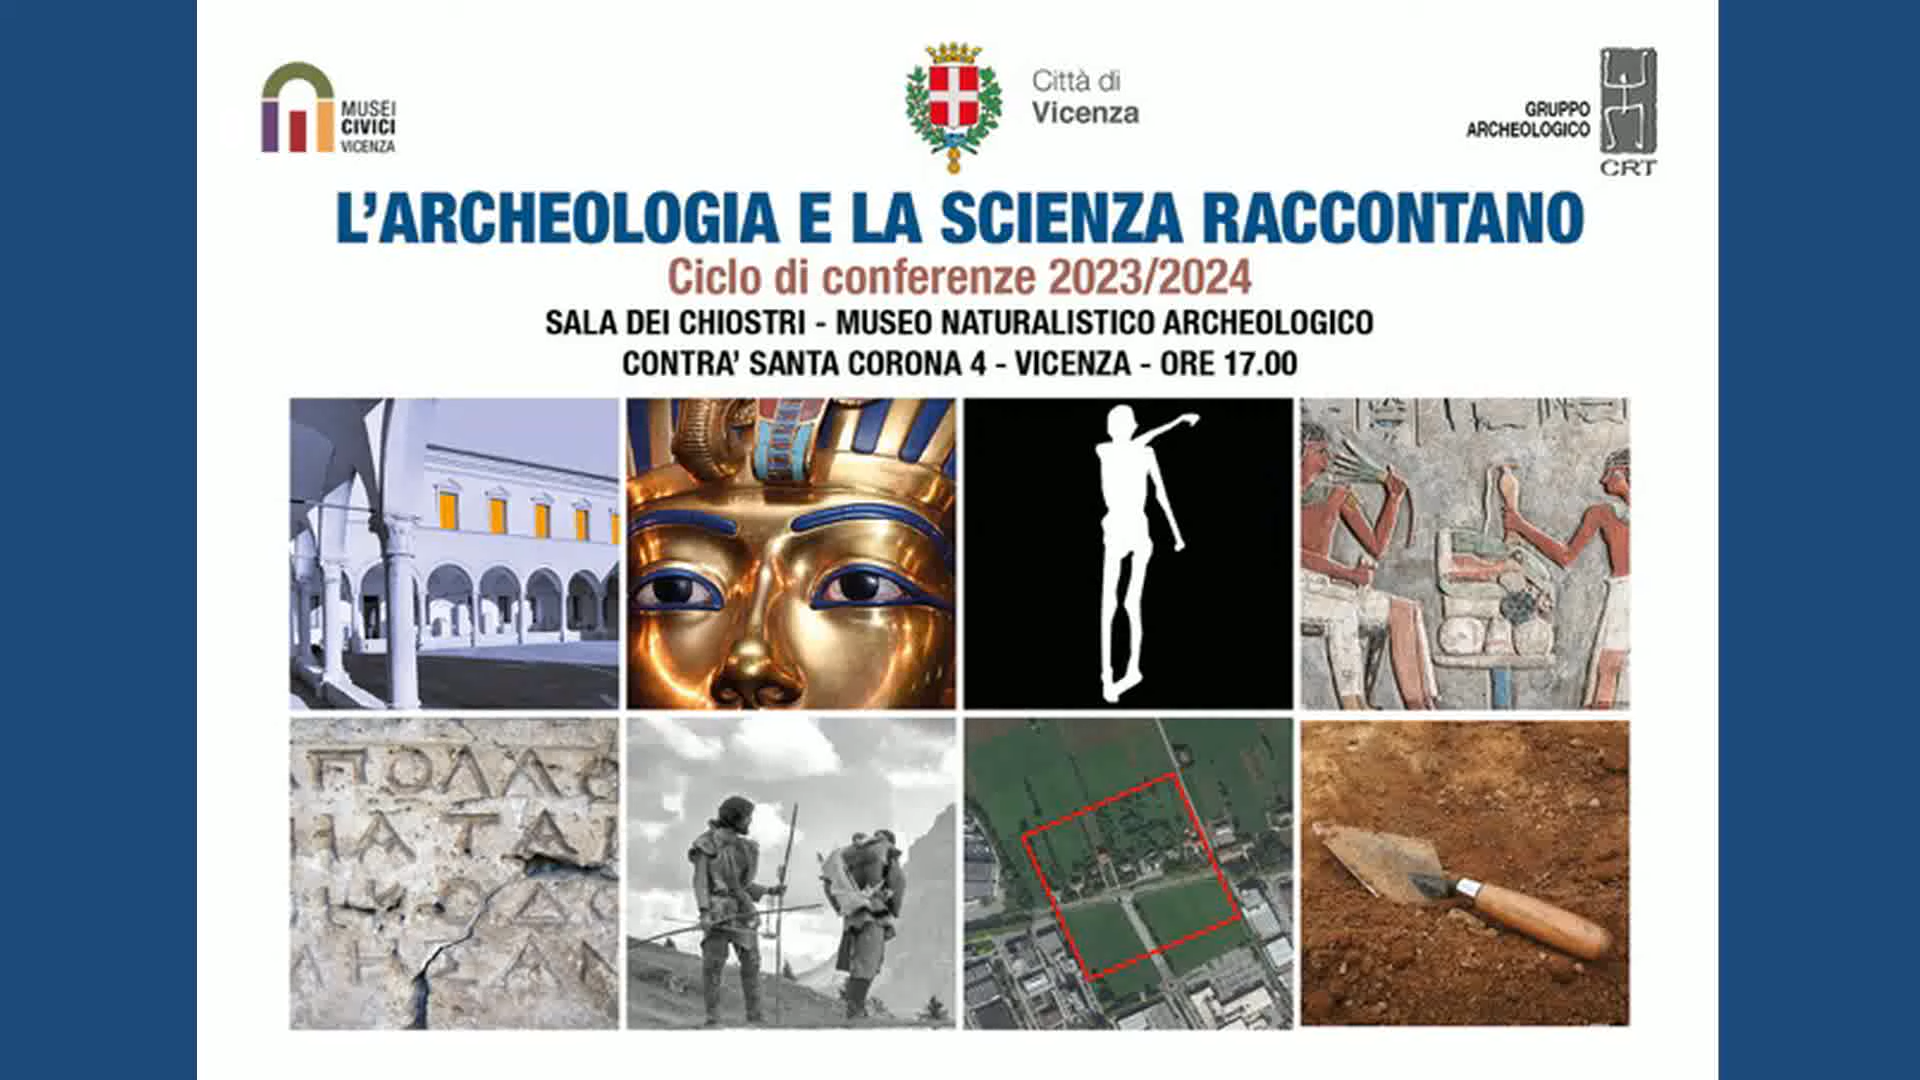 MUSEI
CIVICI
VICENZA
Città di
Vicenza
GRUPPO
ARCHEOLOGICO
CRT
L'ARCHEOLOGIA E LA SCIENZA RACCONTANO
Ciclo di conferenze 2023/2024
SALA DEI CHIOSTRI - MUSEO NATURALISTICO ARCHEOLOGICO
CONTRA' SANTA CORONA 4 - VICENZA - ORE 17.00